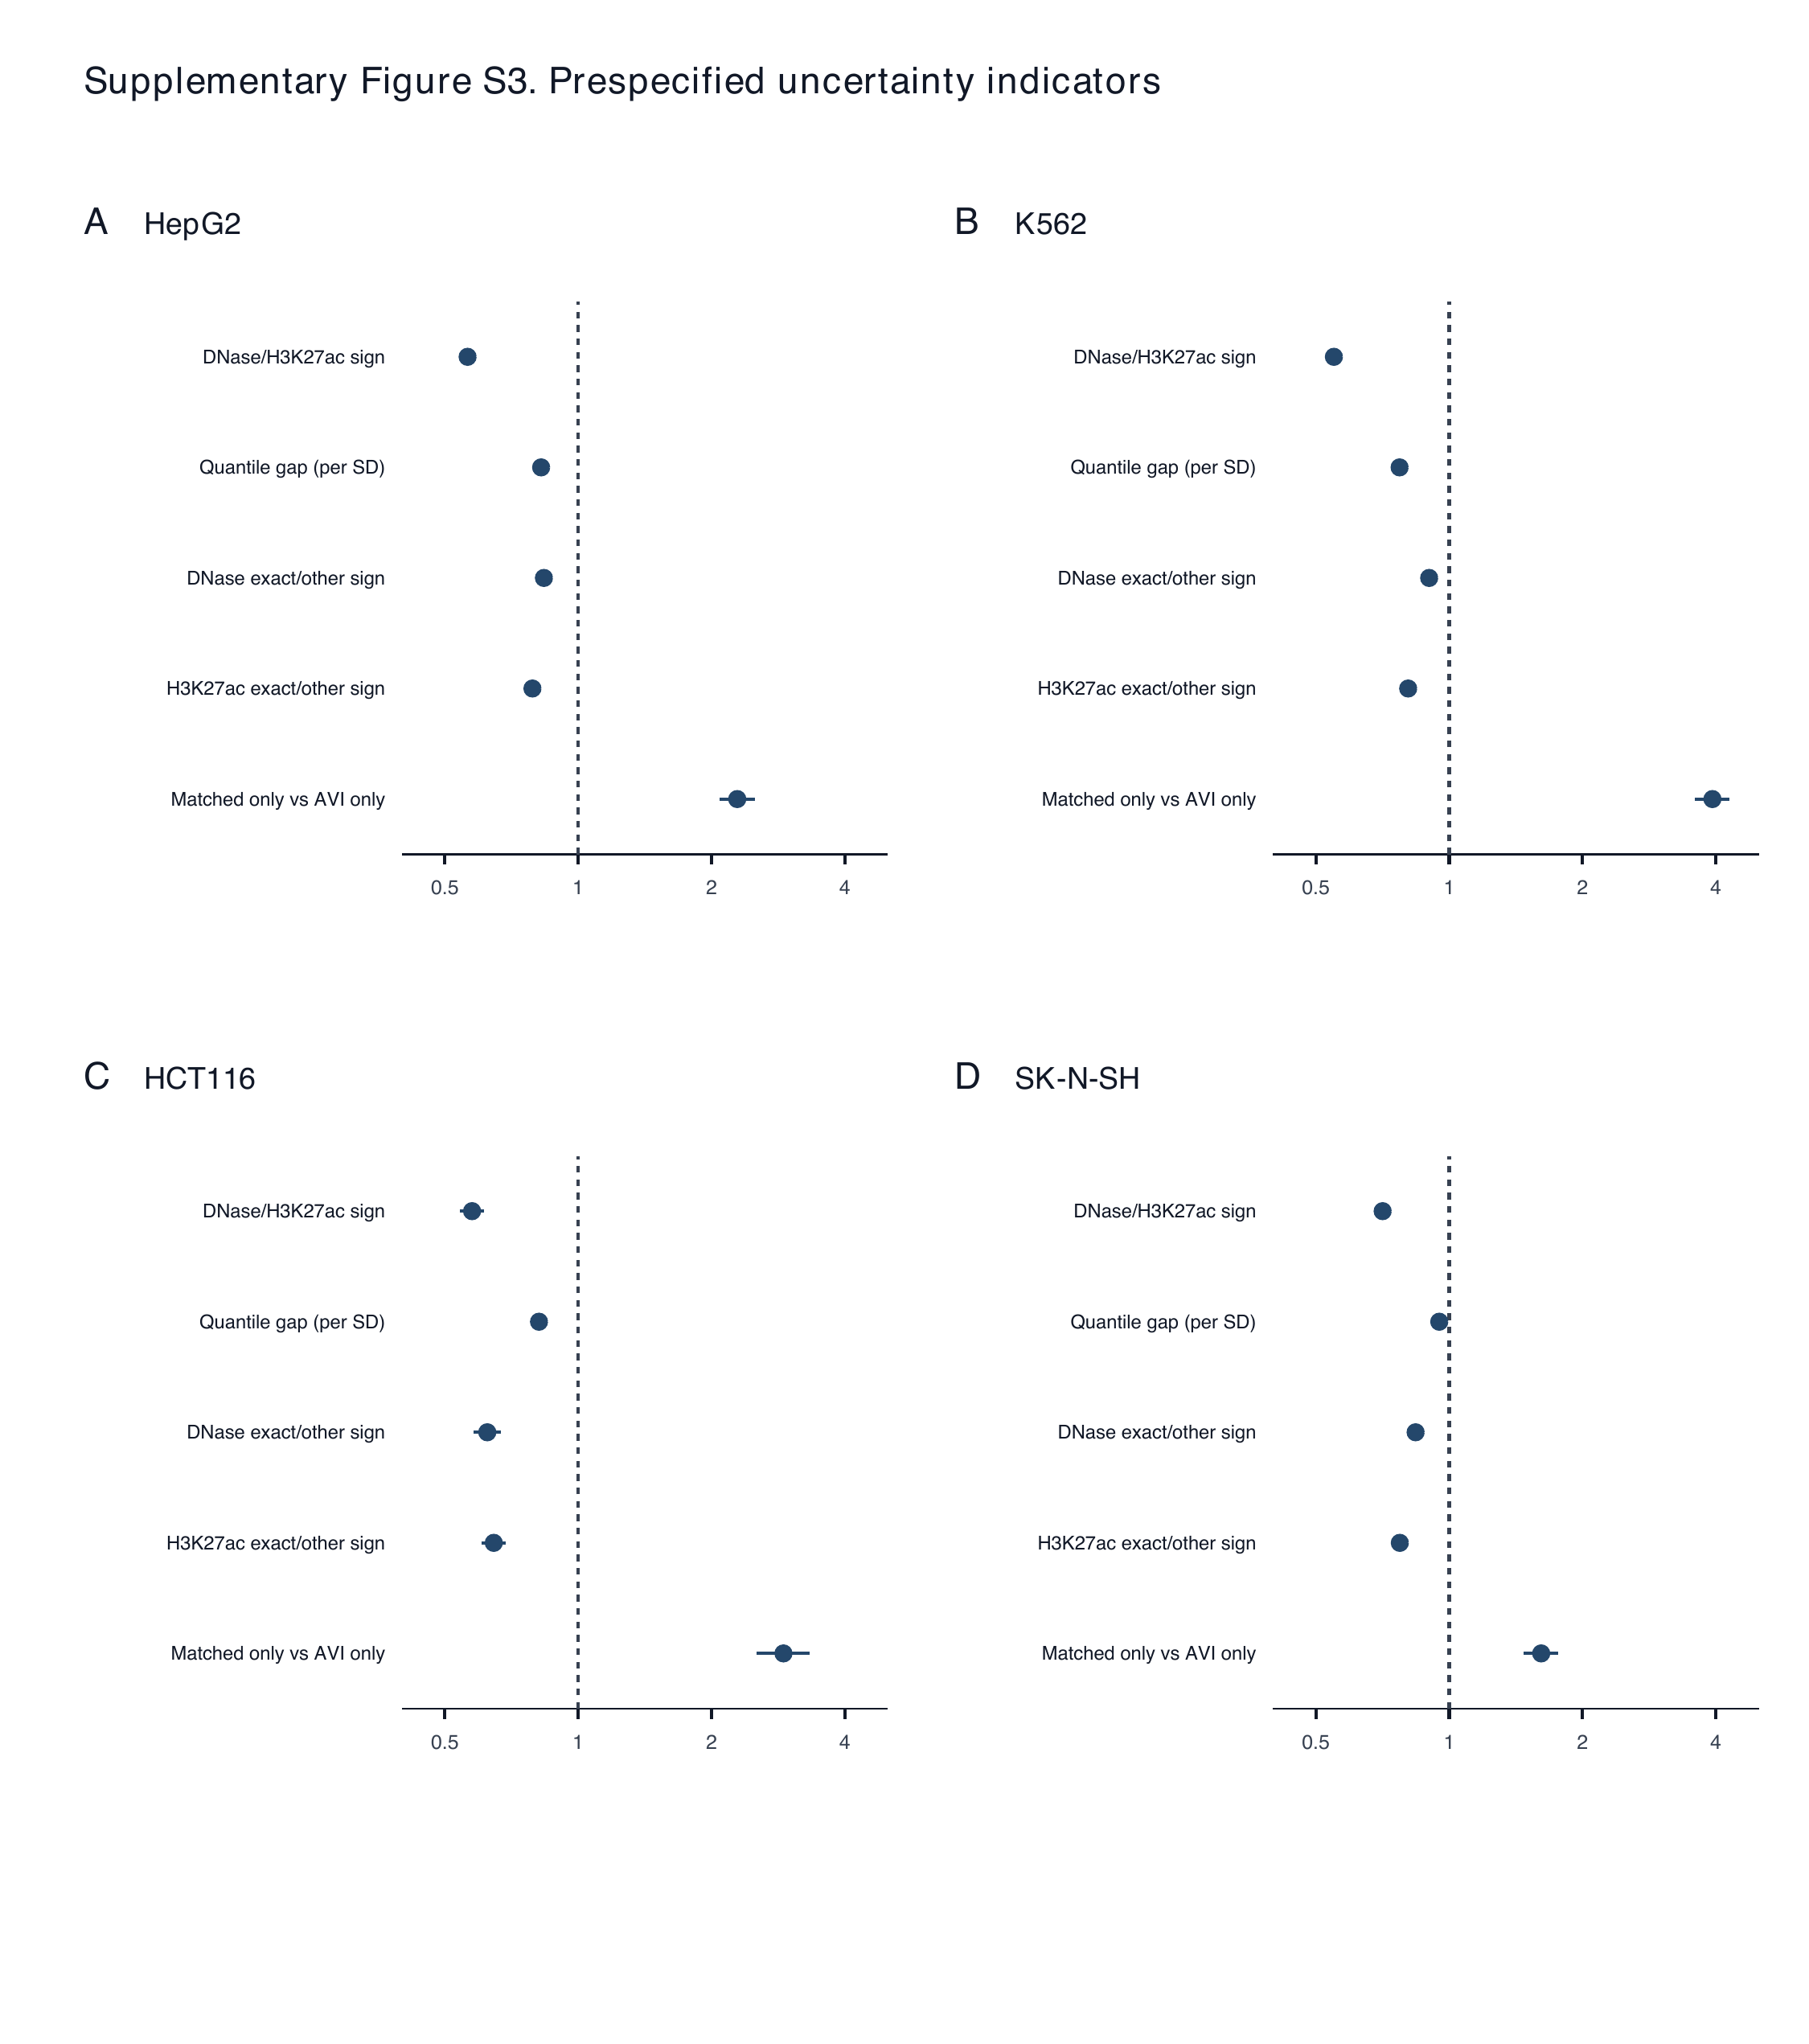 Supplementary Figure S3. Prespecified uncertainty indicators
A HepG2
DNase/H3K27ac sign
Quantile gap (per SD)
DNase exact/other sign
H3K27ac exact/other sign
Matched only vs AVI only
0.5 1 2 4
B K562
DNase/H3K27ac sign
Quantile gap (per SD)
DNase exact/other sign
H3K27ac exact/other sign
Matched only vs AVI only
0.5 1 2 4
C HCT116
DNase/H3K27ac sign
Quantile gap (per SD)
DNase exact/other sign
H3K27ac exact/other sign
Matched only vs AVI only
0.5 1 2 4
D SK-N-SH
DNase/H3K27ac sign
Quantile gap (per SD)
DNase exact/other sign
H3K27ac exact/other sign
Matched only vs AVI only
0.5 1 2 4